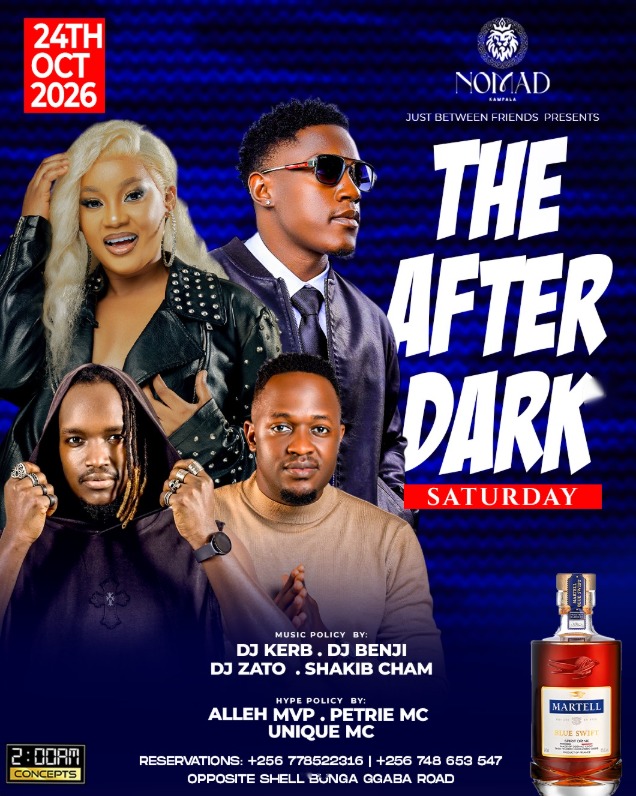 24TH
OCT
2026
NOMAD
KAMPALA
JUST BETWEEN FRIENDS PRESENTS
THE
AFTER
DARK
SATURDAY
MUSIC POLICY BY:
DJ KERB . DJ BENJI
DJ ZATO . SHAKIB CHAM
HYPE POLICY BY:
ALLEH MVP . PETRIE MC
UNIQUE MC
MARTELL
BLUE SWIFT
2:00AM
CONCEPTS
RESERVATIONS: +256 778522316 | +256 748 653 547
OPPOSITE SHELL BUNGA GGABA ROAD